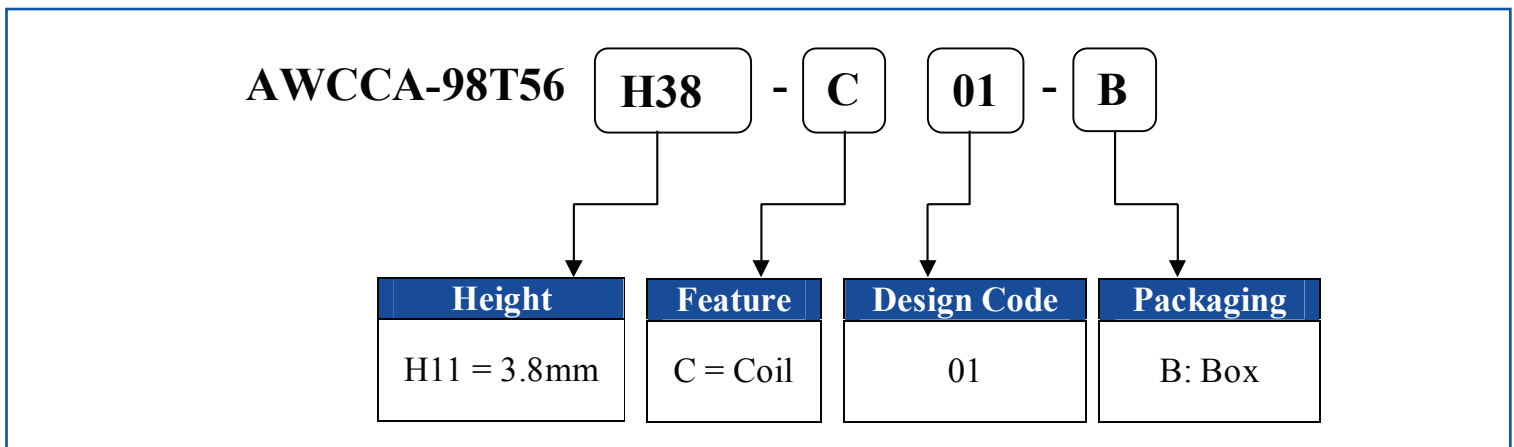 AWCCA-98T56 H38 - C 01 - B
Height Feature Design Code Packaging
H11 = 3.8mm C = Coil 01 B: Box